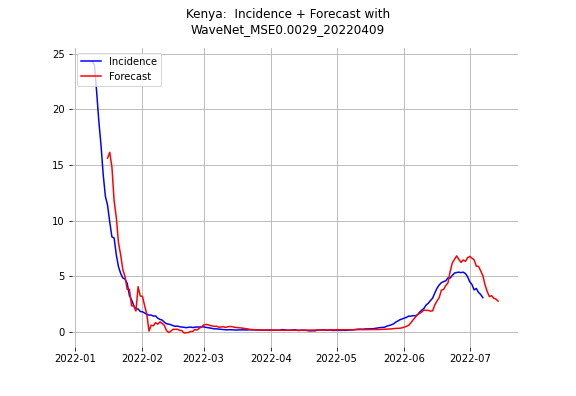 Kenya:  Incidence + Forecast with
WaveNet_MSE0.0029_20220409
25
20
15
10
5
0
Incidence
Forecast
2022-01 2022-02 2022-03 2022-04 2022-05 2022-06 2022-07